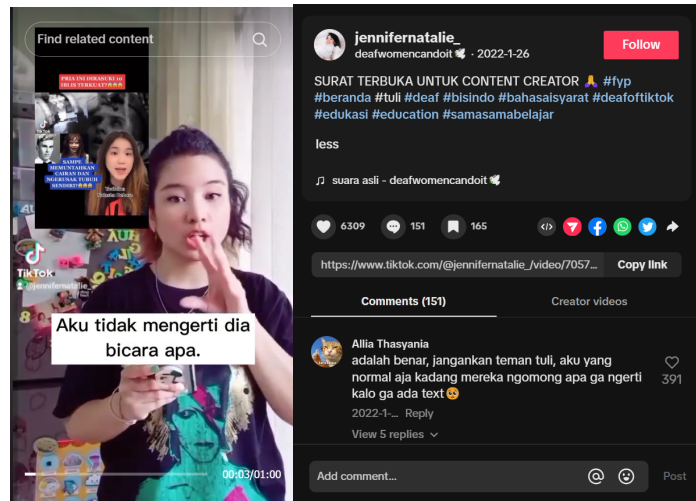 Find related content
PRIA INI DIRASUKI 10
IBLIS TERKUAT?😱😱😱
TikTok
SAMPE
MEMUNTAHKAN
CAIRAN DAN
NGERUSAK TUBUH
SENDIRI?😱😱😱
TikTok
@jennifernatalie_
Aku tidak mengerti dia
bicara apa.
00:03/01:00
jennifernatalie_
deafwomencandoit🕊 · 2022-1-26
Follow
SURAT TERBUKA UNTUK CONTENT CREATOR 🙏 #fyp
#beranda #tuli #deaf #bisindo #bahasaisyarat #deafoftiktok
#edukasi #education #samasamabelajar
less
♫ suara asli - deafwomencandoit🕊
6309
151
165
https://www.tiktok.com/@jennifernatalie_/video/7057...
Copy link
Comments (151)
Creator videos
Allia Thasyania
adalah benar, jangankan teman tuli, aku yang
normal aja kadang mereka ngomong apa ga ngerti
kalo ga ada text🥺
391
2022-1-... Reply
View 5 replies
Add comment...
Post